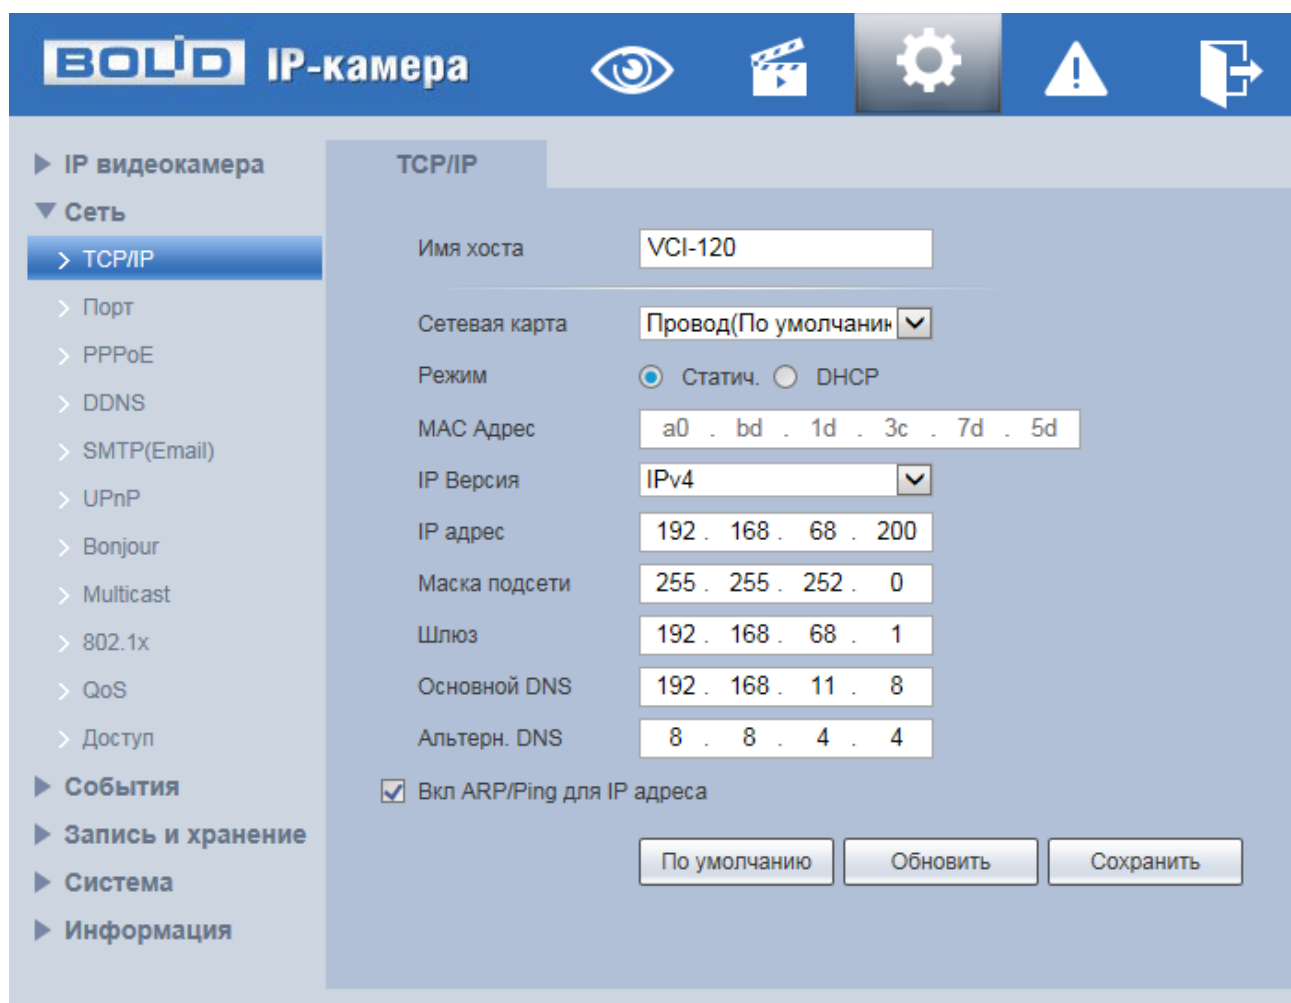 BOLID IP-камера
IP видеокамера
Сеть
TCP/IP
Порт
PPPoE
DDNS
SMTP(Email)
UPnP
Bonjour
Multicast
802.1x
QoS
Доступ
События
Запись и хранение
Система
Информация
TCP/IP
Имя хоста VCI-120
Сетевая карта Провод(По умолчаник
Режим Статич. DHCP
MAC Адрес a0 . bd . 1d . 3c . 7d . 5d
IP Версия IPv4
IP адрес 192 . 168 . 68 . 200
Маска подсети 255 . 255 . 252 . 0
Шлюз 192 . 168 . 68 . 1
Основной DNS 192 . 168 . 11 . 8
Альтерн. DNS 8 . 8 . 4 . 4
Вкл ARP/Ping для IP адреса
По умолчанию Обновить Сохранить